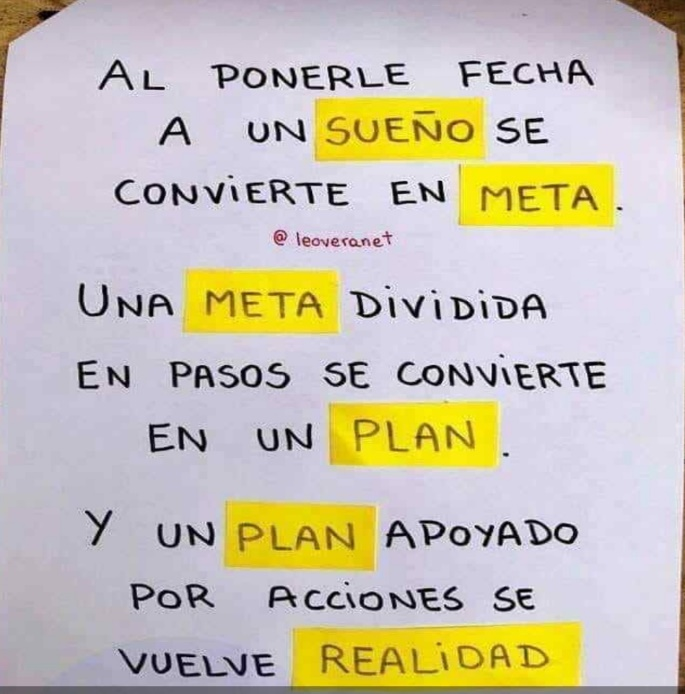 AL PONERLE FECHA
A UN SUEÑO SE
CONVIERTE EN META.
@leoveranet
UNA META DIVIDIDA
EN PASOS SE CONVIERTE
EN UN PLAN.
Y UN PLAN APOYADO
POR ACCIONES SE
VUELVE REALIDAD